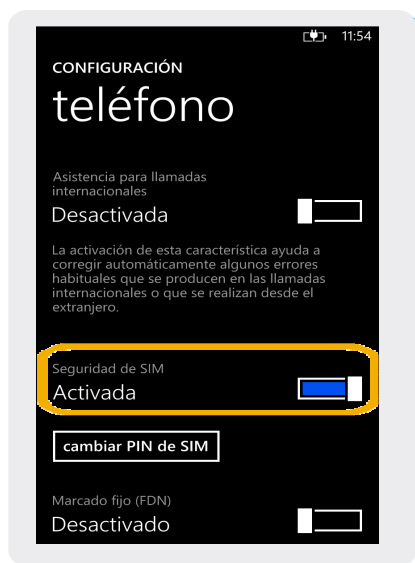 11:54
CONFIGURACIÓN
teléfono
Asistencia para llamadas
internacionales
Desactivada
La activación de esta característica ayuda a
corregir automáticamente algunos errores
habituales que se producen en las llamadas
internacionales o que se realizan desde el
extranjero.
Seguridad de SIM
Activada
cambiar PIN de SIM
Marcado fijo (FDN)
Desactivado